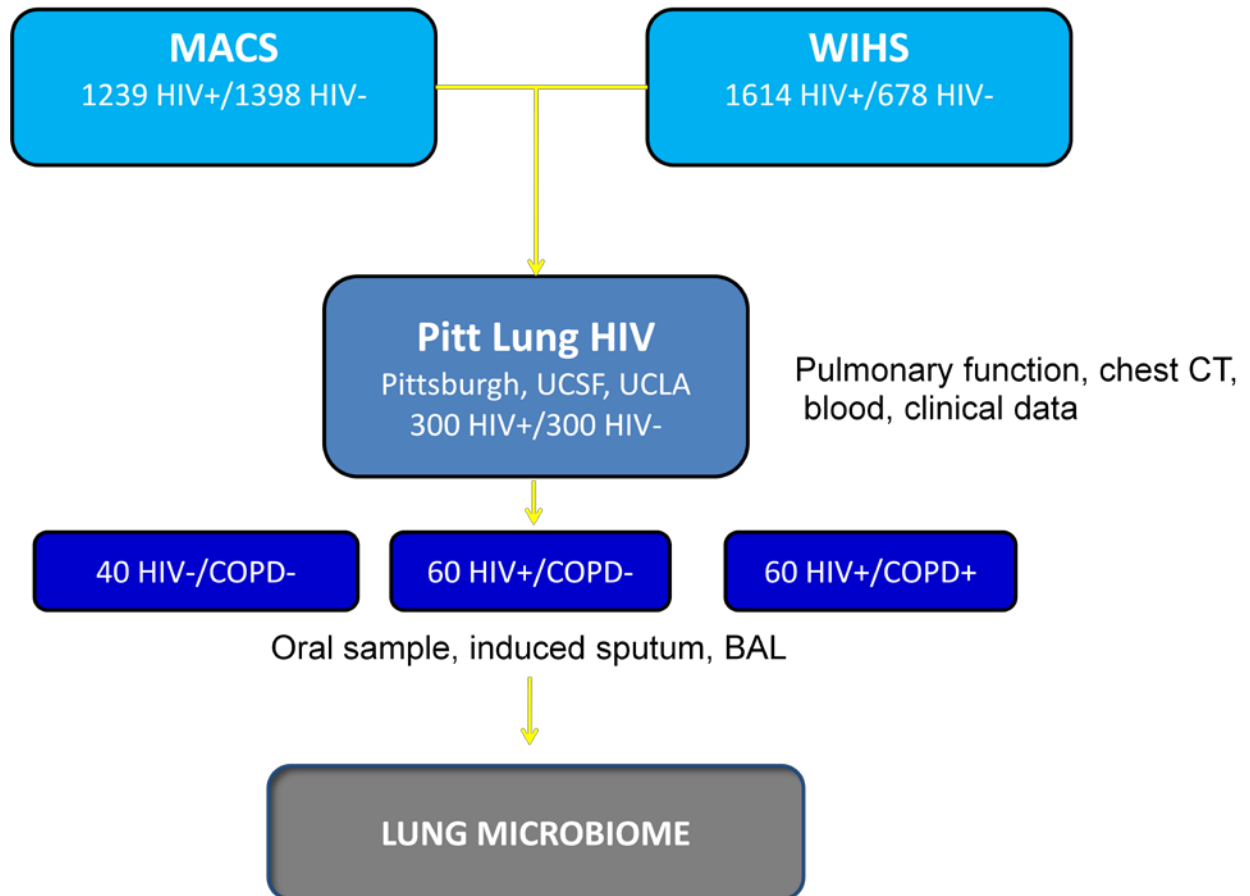 MACS
1239 HIV+/1398 HIV-
WIHS
1614 HIV+/678 HIV-
Pitt Lung HIV
Pittsburgh, UCSF, UCLA
300 HIV+/300 HIV-
Pulmonary function, chest CT,
blood, clinical data
40 HIV-/COPD-
60 HIV+/COPD-
60 HIV+/COPD+
Oral sample, induced sputum, BAL
LUNG MICROBIOME